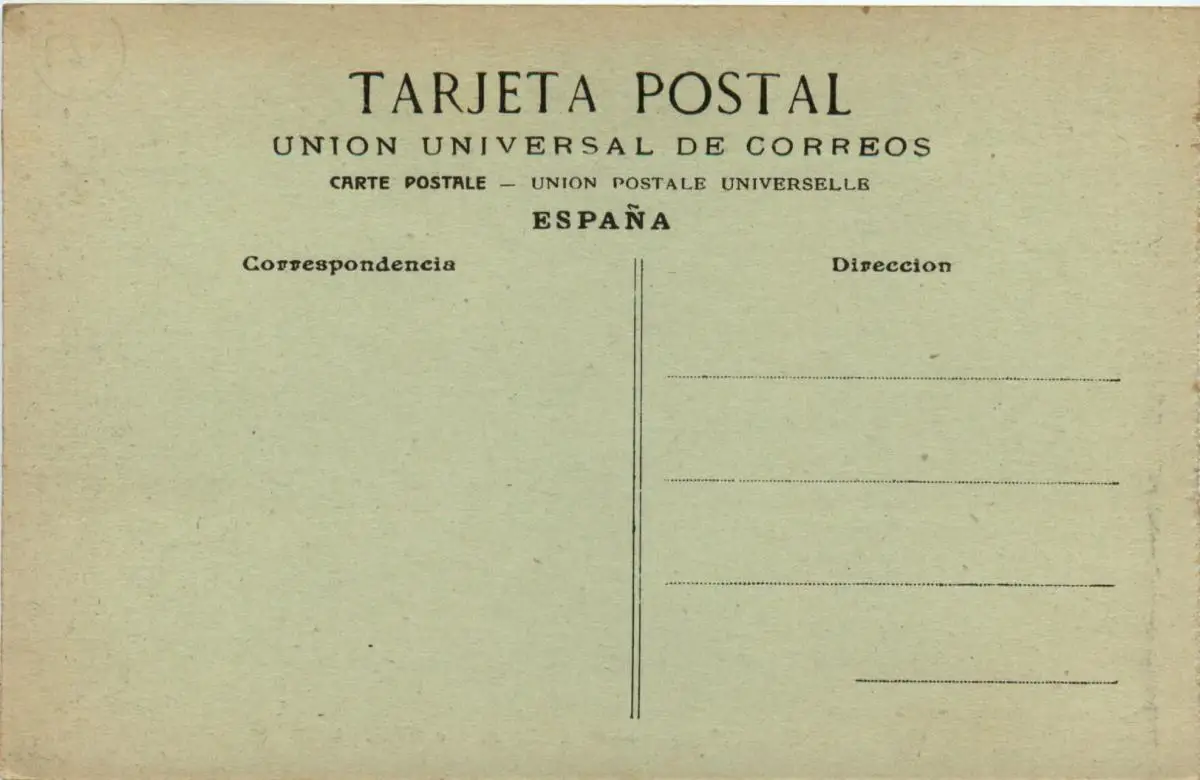 TARJETA POSTAL
UNION UNIVERSAL DE CORREOS
CARTE POSTALE — UNION POSTALE UNIVERSELLE
ESPAÑA
Correspondencia
Direccion